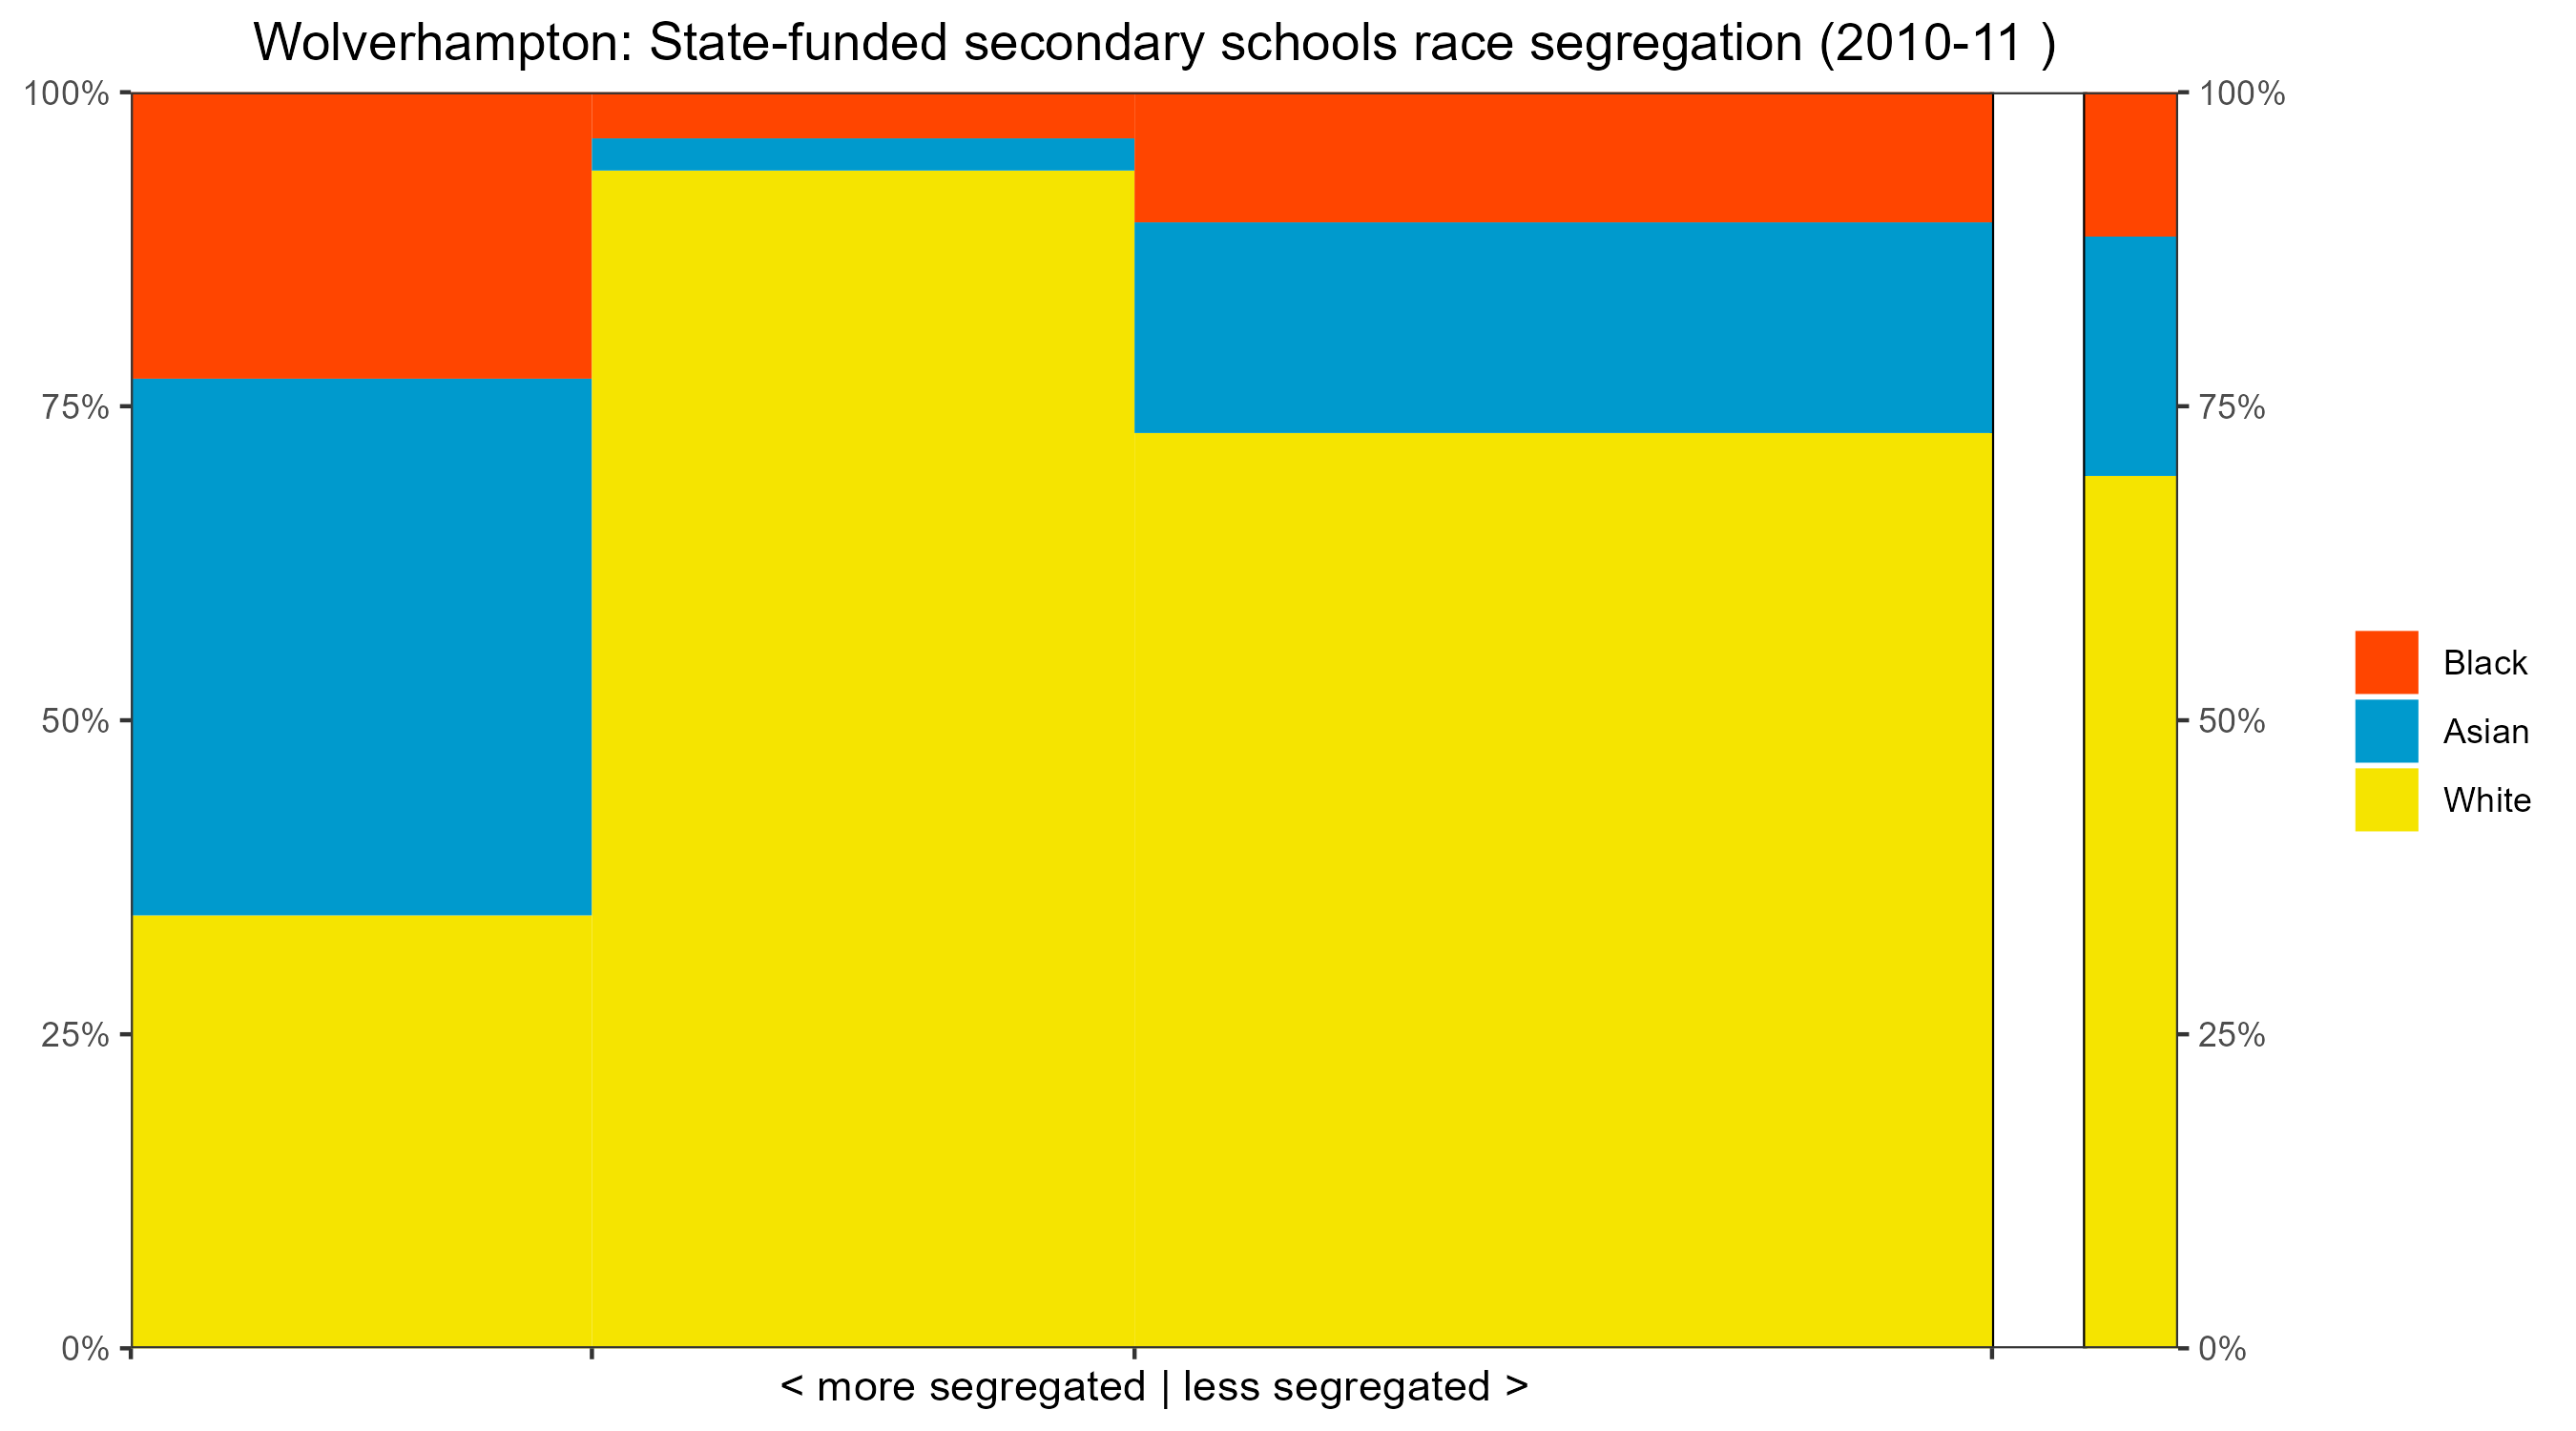 Wolverhampton: State-funded secondary schools race segregation (2010-11 )
100%
75%
50%
25%
0%
100%
75%
50%
25%
0%
Black
Asian
White
< more segregated | less segregated >